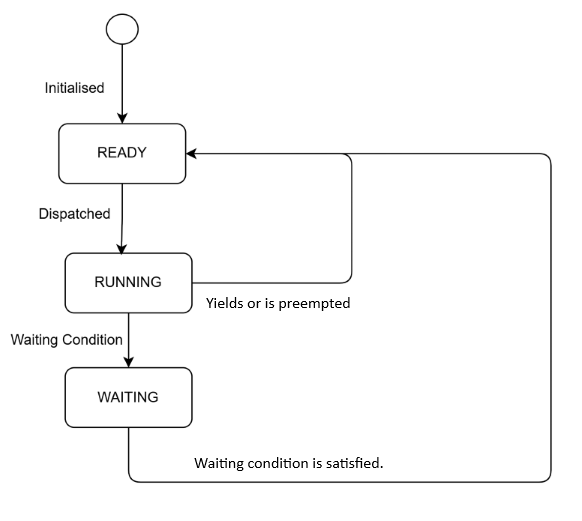 Initialised
READY
Dispatched
RUNNING
Yields or is preempted
Waiting Condition
WAITING
Waiting condition is satisfied.